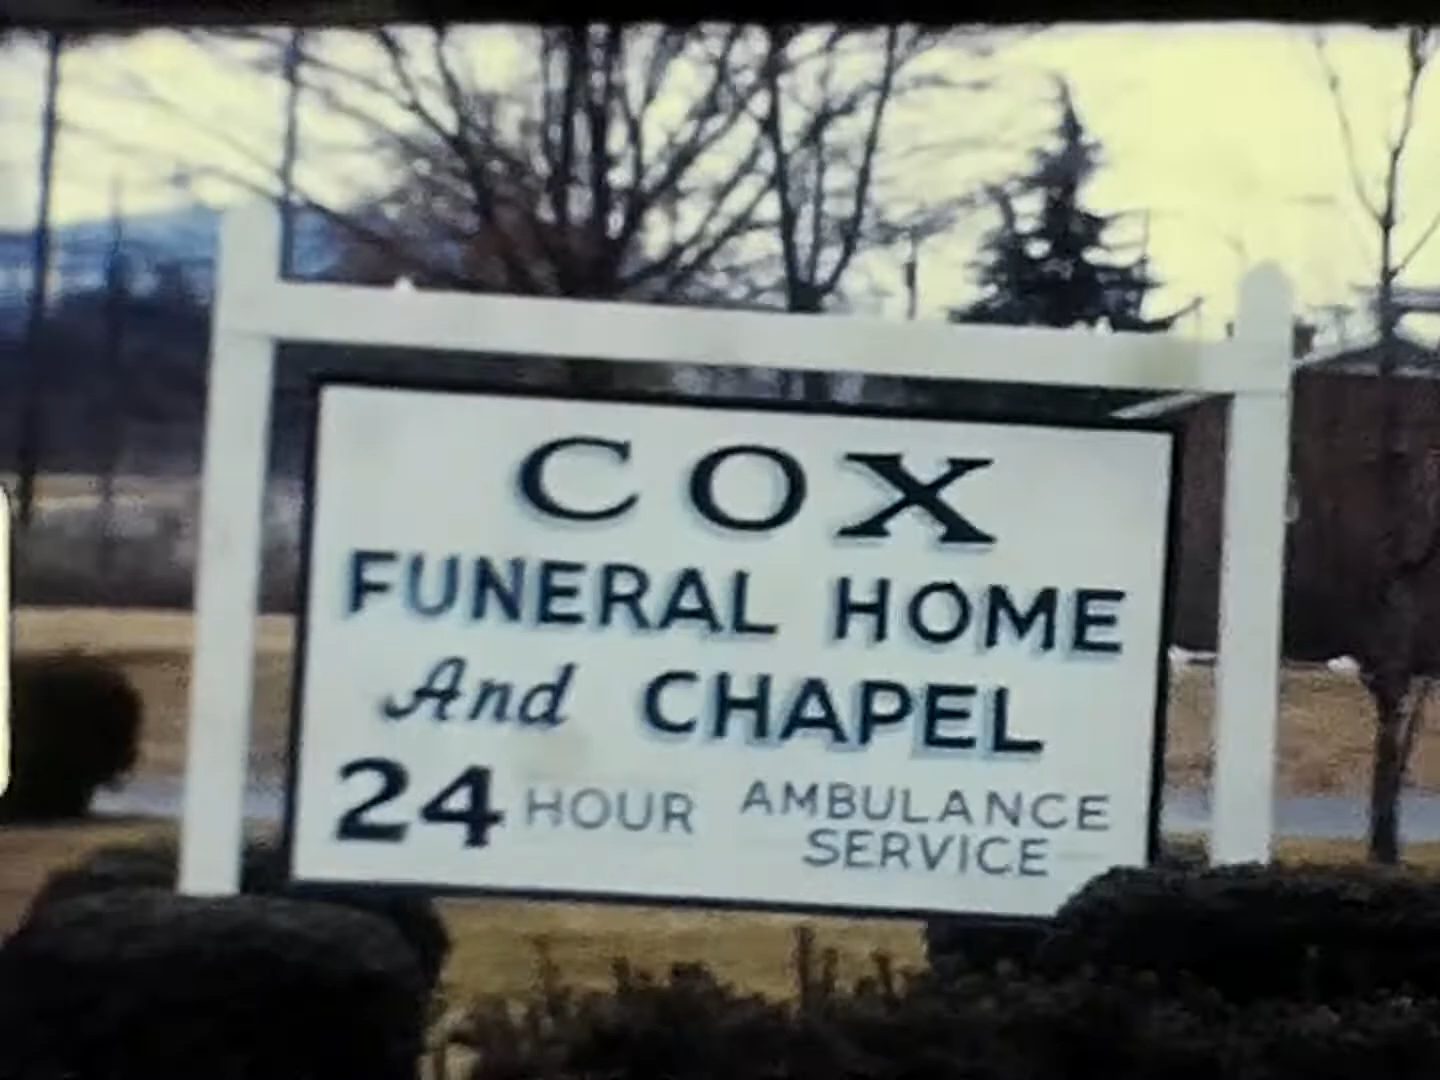 COX
FUNERAL HOME
And CHAPEL
24 HOUR AMBULANCE
SERVICE